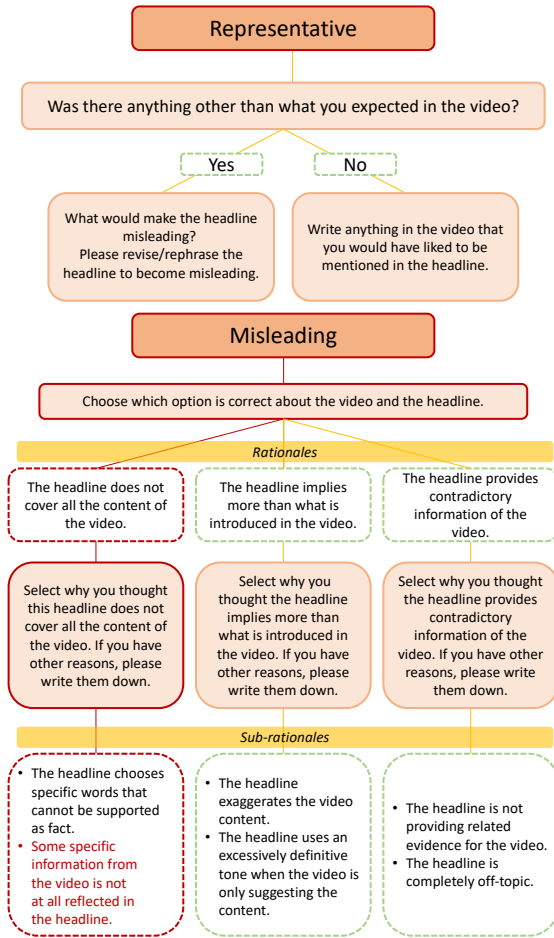 Representative
Was there anything other than what you expected in the video?
Yes
No
What would make the headline
misleading?
Please revise/rephrase the
headline to become misleading.
Write anything in the video that
you would have liked to be
mentioned in the headline.
Misleading
Choose which option is correct about the video and the headline.
Rationales
The headline does not
cover all the content of
the video.
The headline implies
more than what is
introduced in the video.
The headline provides
contradictory
information of the
video.
Select why you thought
this headline does not
cover all the content of
the video. If you have
other reasons, please
write them down.
Select why you
thought the headline
implies more than
what is introduced in
the video. If you have
other reasons, please
write them down.
Select why you thought
the headline provides
contradictory
information of the
video. If you have other
reasons, please write
them down.
Sub-rationales
• The headline chooses
specific words that
cannot be supported
as fact.
• Some specific
information from
the video is not
at all reflected in
the headline.
• The headline
exaggerates the video
content.
• The headline uses an
excessively definitive
tone when the video is
only suggesting the
content.
• The headline is not
providing related
evidence for the video.
• The headline is
completely off-topic.